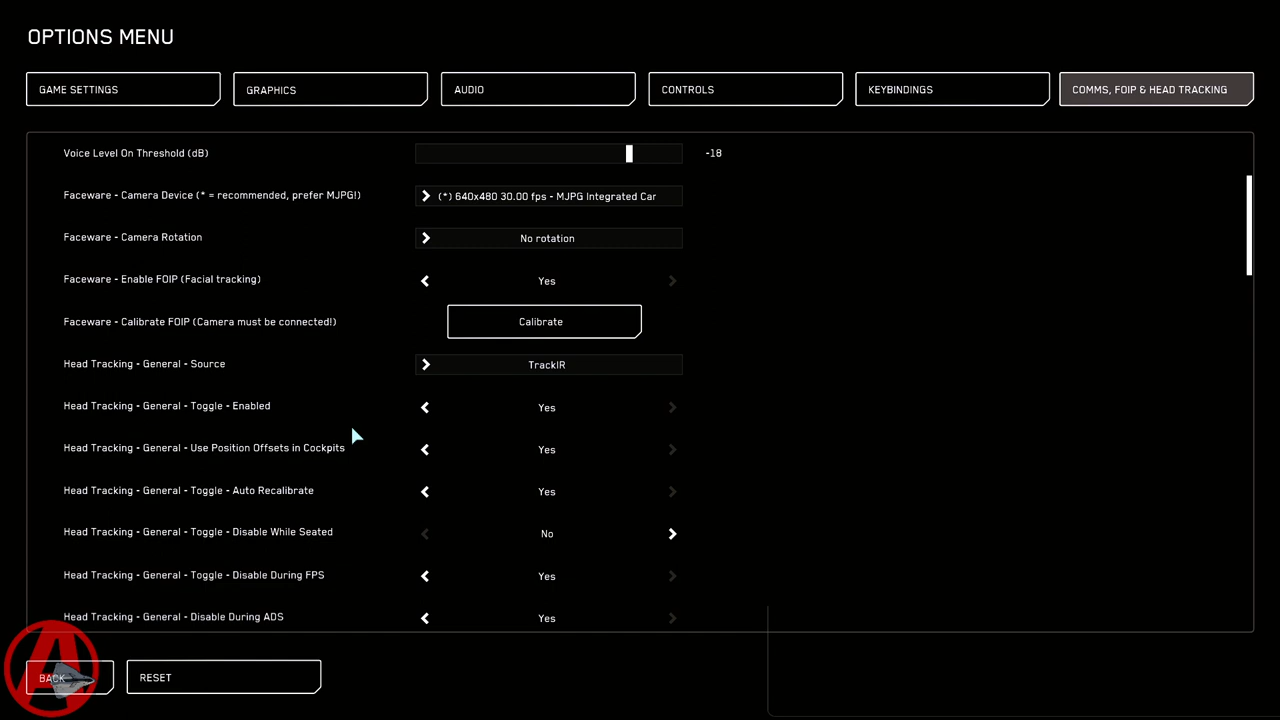 OPTIONS MENU
GAME SETTINGS
GRAPHICS
AUDIO
CONTROLS
KEYBINDINGS
COMMS, FOIP & HEAD TRACKING
Voice Level On Threshold (dB) -18
Faceware - Camera Device (* = recommended, prefer MJPG!) (*) 640x480 30.00 fps - MJPG Integrated Car
Faceware - Camera Rotation No rotation
Faceware - Enable FOIP (Facial tracking) Yes
Faceware - Calibrate FOIP (Camera must be connected!) Calibrate
Head Tracking - General - Source TrackIR
Head Tracking - General - Toggle - Enabled Yes
Head Tracking - General - Use Position Offsets in Cockpits Yes
Head Tracking - General - Toggle - Auto Recalibrate Yes
Head Tracking - General - Toggle - Disable While Seated No
Head Tracking - General - Toggle - Disable During FPS Yes
Head Tracking - General - Disable During ADS Yes
BACK
RESET